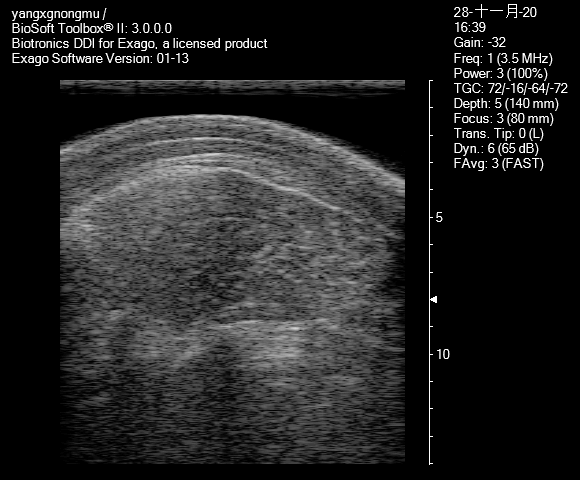 yangxgnongmu /
BioSoft Toolbox® II: 3.0.0.0
Biotronics DDI for Exago, a licensed product
Exago Software Version: 01-13
28-十一月-20
16:39
Gain: -32
Freq: 1 (3.5 MHz)
Power: 3 (100%)
TGC: 72/-16/-64/-72
Depth: 5 (140 mm)
Focus: 3 (80 mm)
Trans. Tip: 0 (L)
Dyn.: 6 (65 dB)
FAvg: 3 (FAST)
5
10